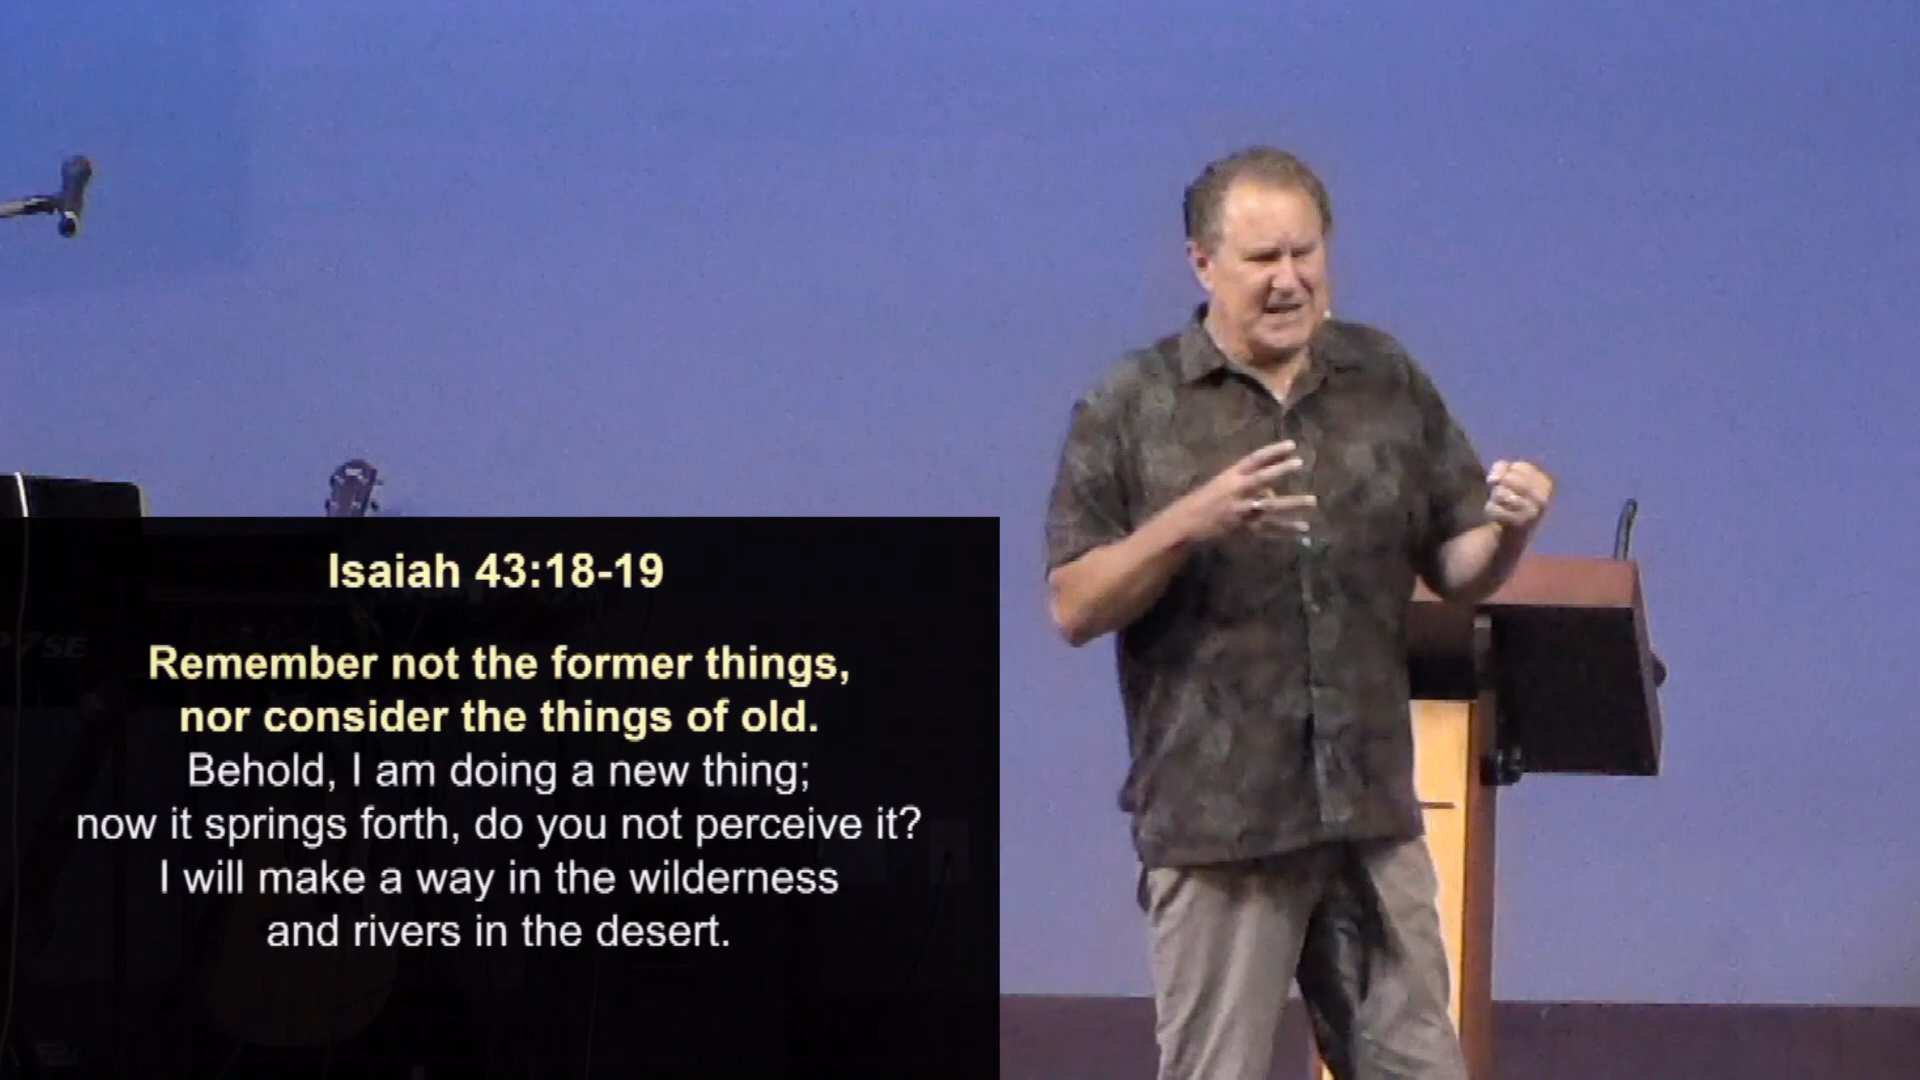 Isaiah 43:18-19
Remember not the former things,
nor consider the things of old.
Behold, I am doing a new thing;
now it springs forth, do you not perceive it?
I will make a way in the wilderness
and rivers in the desert.